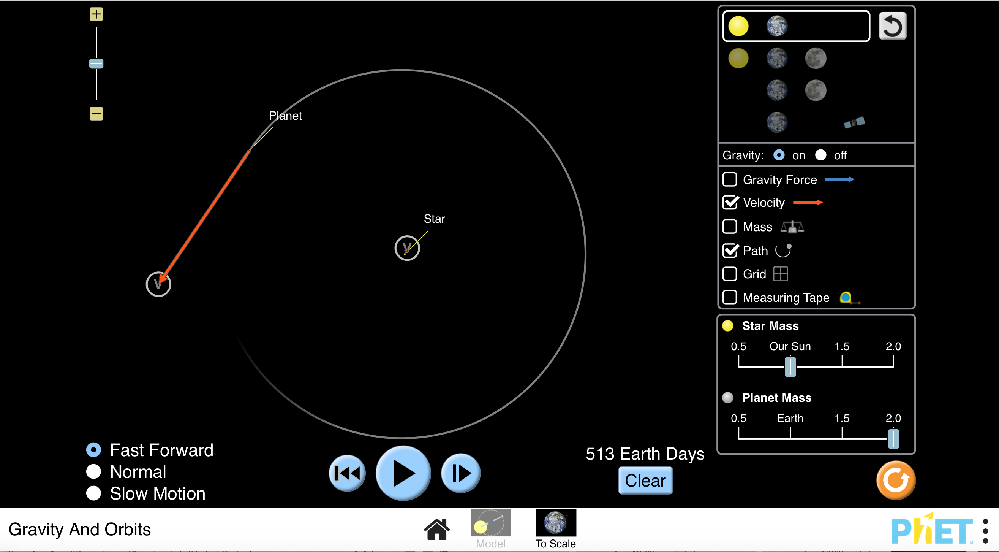 Planet
Star
V
V
Gravity: on off
Gravity Force
Velocity
Mass
Path
Grid
Measuring Tape
Star Mass
0.5 Our Sun 1.5 2.0
Planet Mass
0.5 Earth 1.5 2.0
Fast Forward
Normal
Slow Motion
513 Earth Days
Clear
Gravity And Orbits
Model
To Scale
PhET™